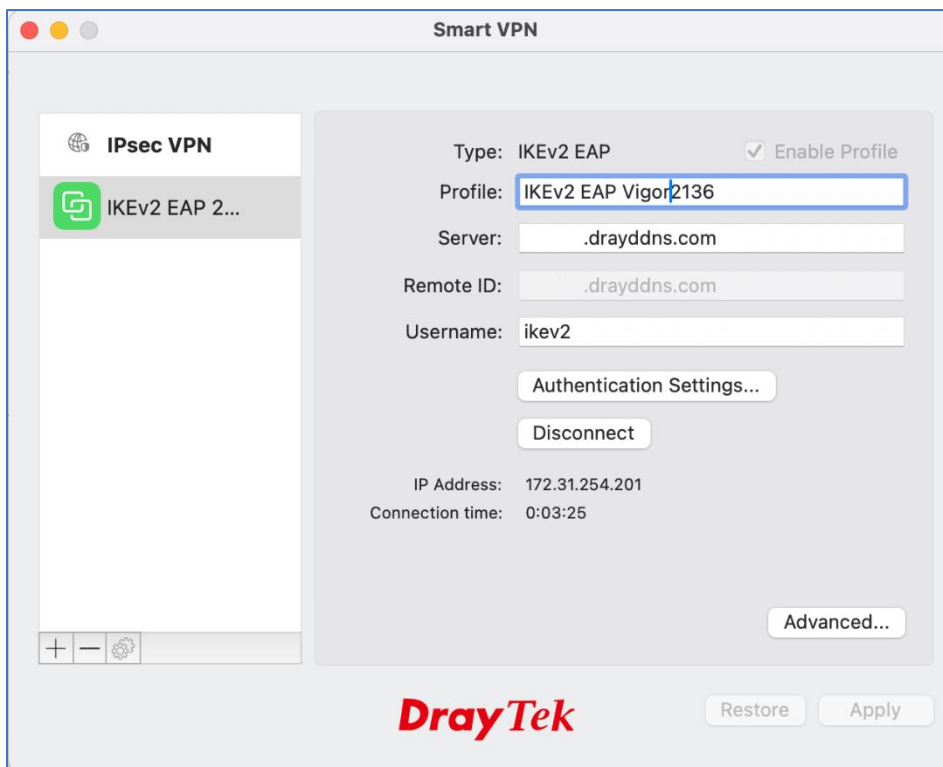 Smart VPN
IPsec VPN
IKEv2 EAP 2...
Type: IKEv2 EAP
Enable Profile
Profile: IKEv2 EAP Vigor2136
Server: .drayddns.com
Remote ID: .drayddns.com
Username: ikev2
Authentication Settings...
Disconnect
IP Address: 172.31.254.201
Connection time: 0:03:25
Advanced...
DrayTek
Restore
Apply